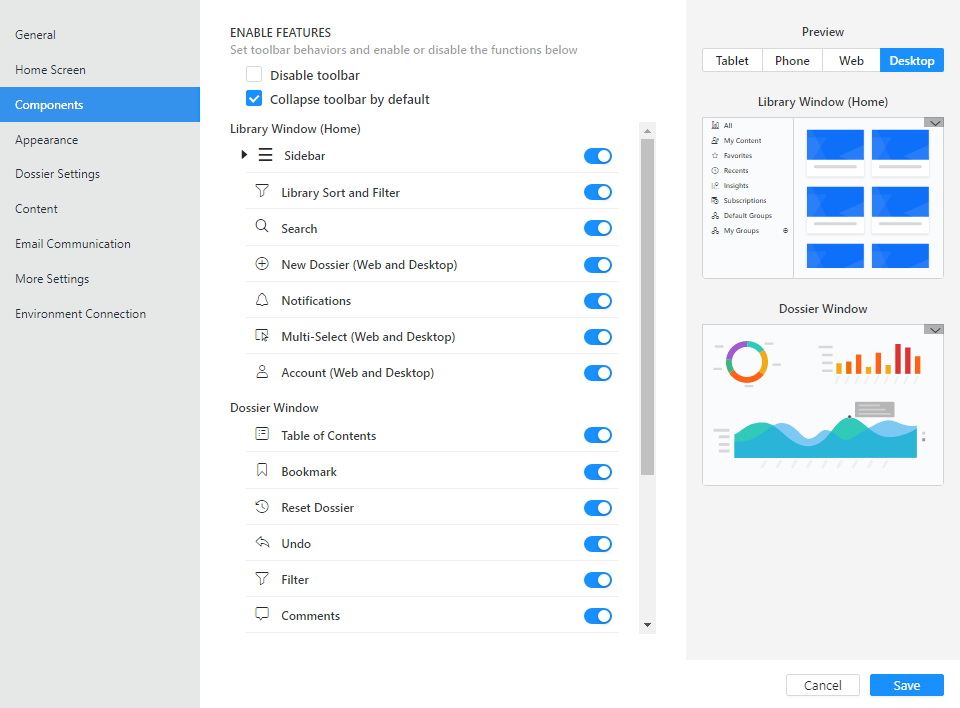 General
Home Screen
Components
Appearance
Dossier Settings
Content
Email Communication
More Settings
Environment Connection
ENABLE FEATURES
Set toolbar behaviors and enable or disable the functions below
Disable toolbar
Collapse toolbar by default
Library Window (Home)
Sidebar
Library Sort and Filter
Search
New Dossier (Web and Desktop)
Notifications
Multi-Select (Web and Desktop)
Account (Web and Desktop)
Dossier Window
Table of Contents
Bookmark
Reset Dossier
Undo
Filter
Comments
Preview
Tablet Phone Web Desktop
Library Window (Home)
All
My Content
Favorites
Recents
Insights
Subscriptions
Default Groups
My Groups
Dossier Window
Cancel Save